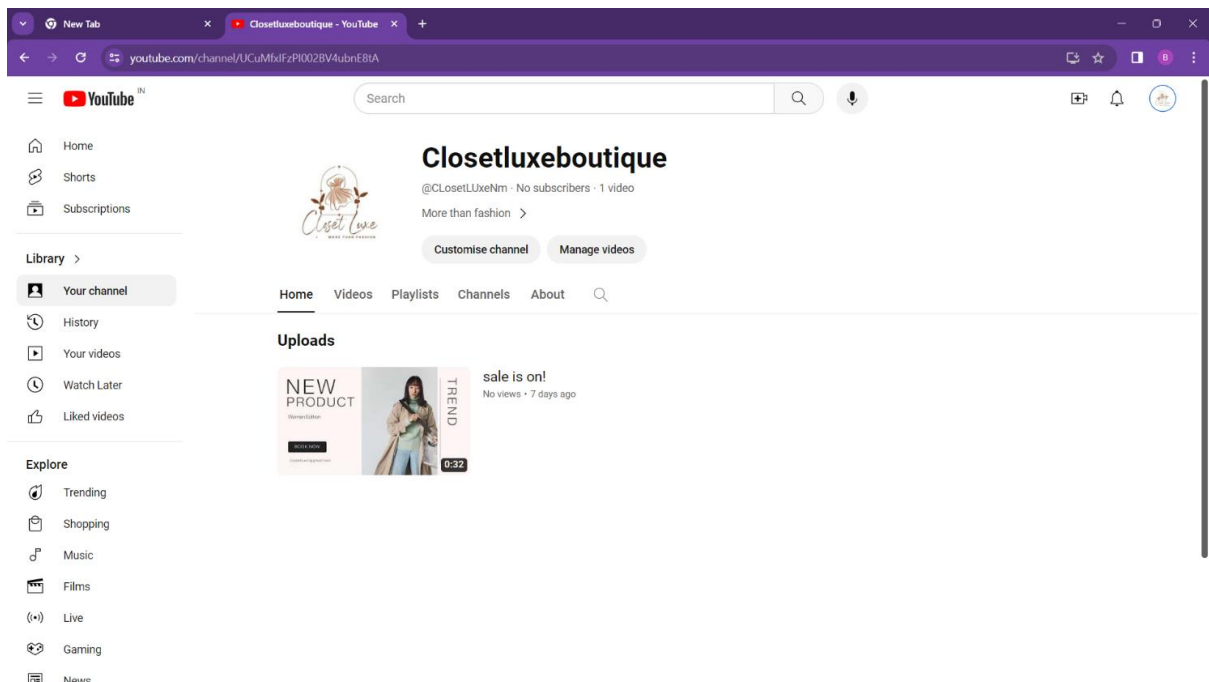 New Tab
Closetluxeboutique - YouTube
youtube.com/channel/UCuMfxIFzPI002BV4ubnE8tA
B
YouTube IN
Search
Home
Shorts
Subscriptions
Library
Your channel
History
Your videos
Watch Later
Liked videos
Explore
Trending
Shopping
Music
Films
Live
Gaming
News
Closet Luxe
MORE THAN FASHION
Closetluxeboutique
@CLosetLUxeNm · No subscribers · 1 video
More than fashion
Customise channel Manage videos
Home Videos Playlists Channels About
Uploads
NEW
PRODUCT
Woman Edition
BOOK NOW
TREND
0:32
sale is on!
No views • 7 days ago